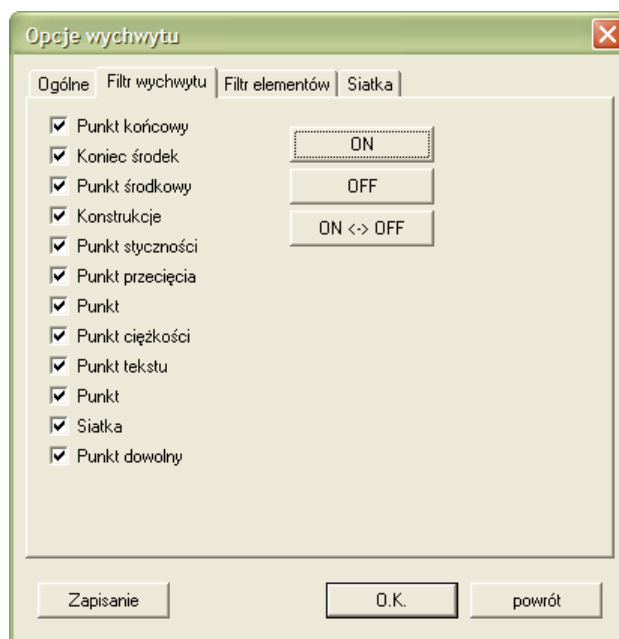 Opcje wychwytu
Ogólne Filtr wychwytu Filtr elementów Siatka
Punkt końcowy
Koniec środek
Punkt środkowy
Konstrukcje
Punkt styczności
Punkt przecięcia
Punkt
Punkt ciężkości
Punkt tekstu
Punkt
Siatka
Punkt dowolny
ON
OFF
ON <-> OFF
Zapisanie O.K. powrót